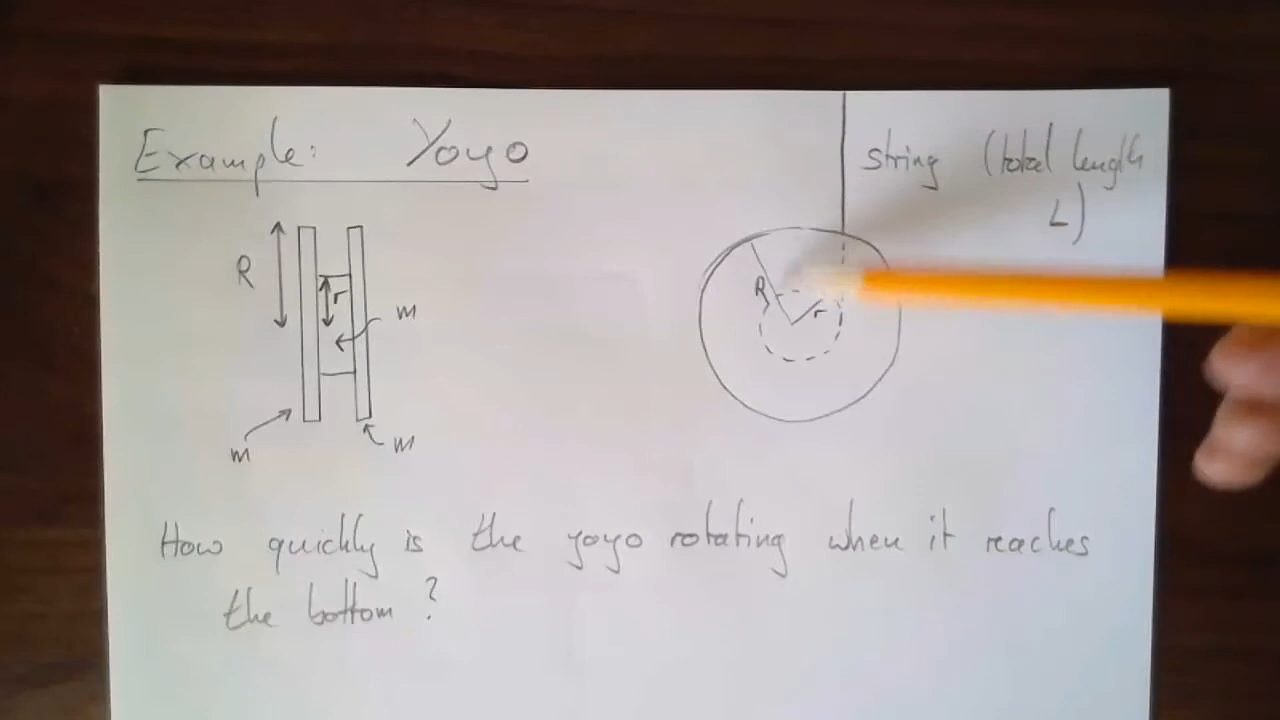 Example: Yoyo
string (total length
L)
R
r
m
m
m
R
r
How quickly is the yoyo rotating when it reaches
the bottom ?